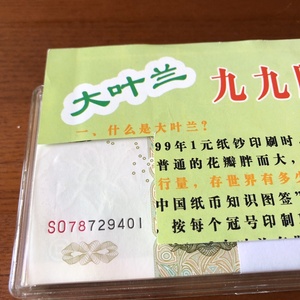 大叶兰 九九
一、什么是大叶兰?
99年1元纸钞印刷时
普通的花瓣胖而大,
行量,存世界有多少
中国纸币知识图签"
,按每个冠号印制
S078729401